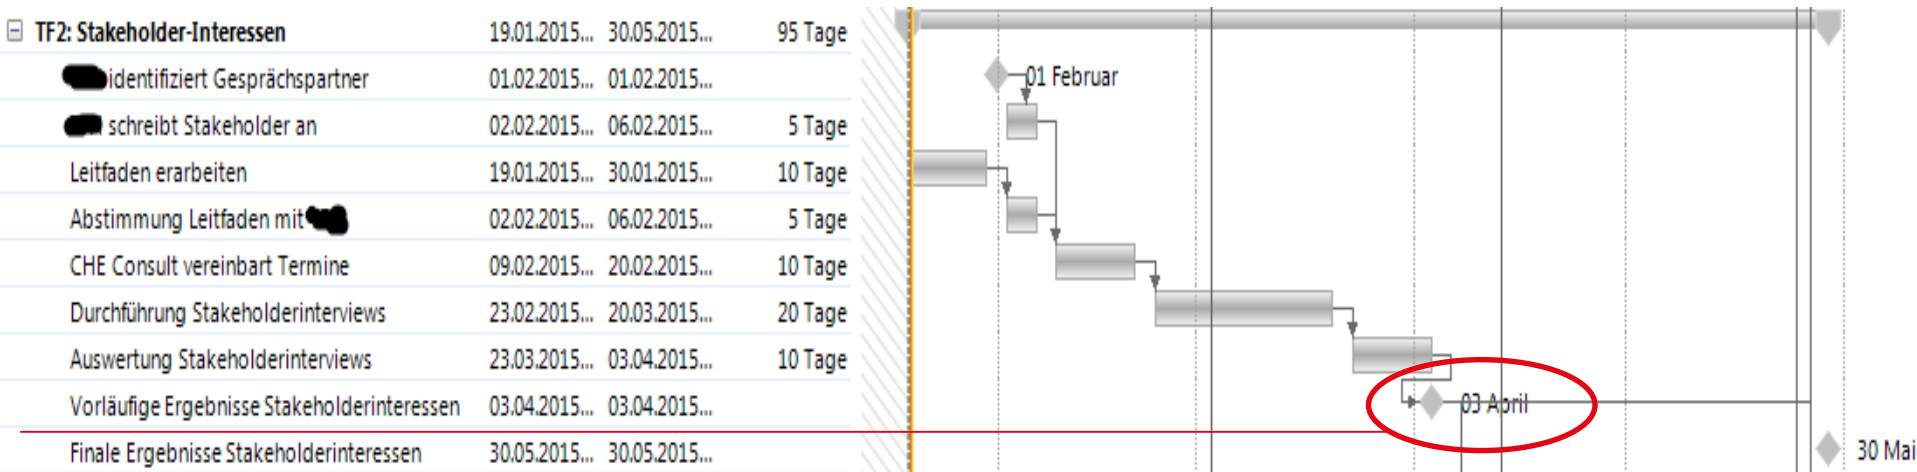 TF2: Stakeholder-Interessen 19.01.2015... 30.05.2015... 95 Tage
identifiziert Gesprächspartner 01.02.2015... 01.02.2015... 01 Februar
schreibt Stakeholder an 02.02.2015... 06.02.2015... 5 Tage
Leitfaden erarbeiten 19.01.2015... 30.01.2015... 10 Tage
Abstimmung Leitfaden mit 02.02.2015... 06.02.2015... 5 Tage
CHE Consult vereinbart Termine 09.02.2015... 20.02.2015... 10 Tage
Durchführung Stakeholderinterviews 23.02.2015... 20.03.2015... 20 Tage
Auswertung Stakeholderinterviews 23.03.2015... 03.04.2015... 10 Tage
Vorläufige Ergebnisse Stakeholderinteressen 03.04.2015... 03.04.2015... 03 April
Finale Ergebnisse Stakeholderinteressen 30.05.2015... 30.05.2015... 30 Mai